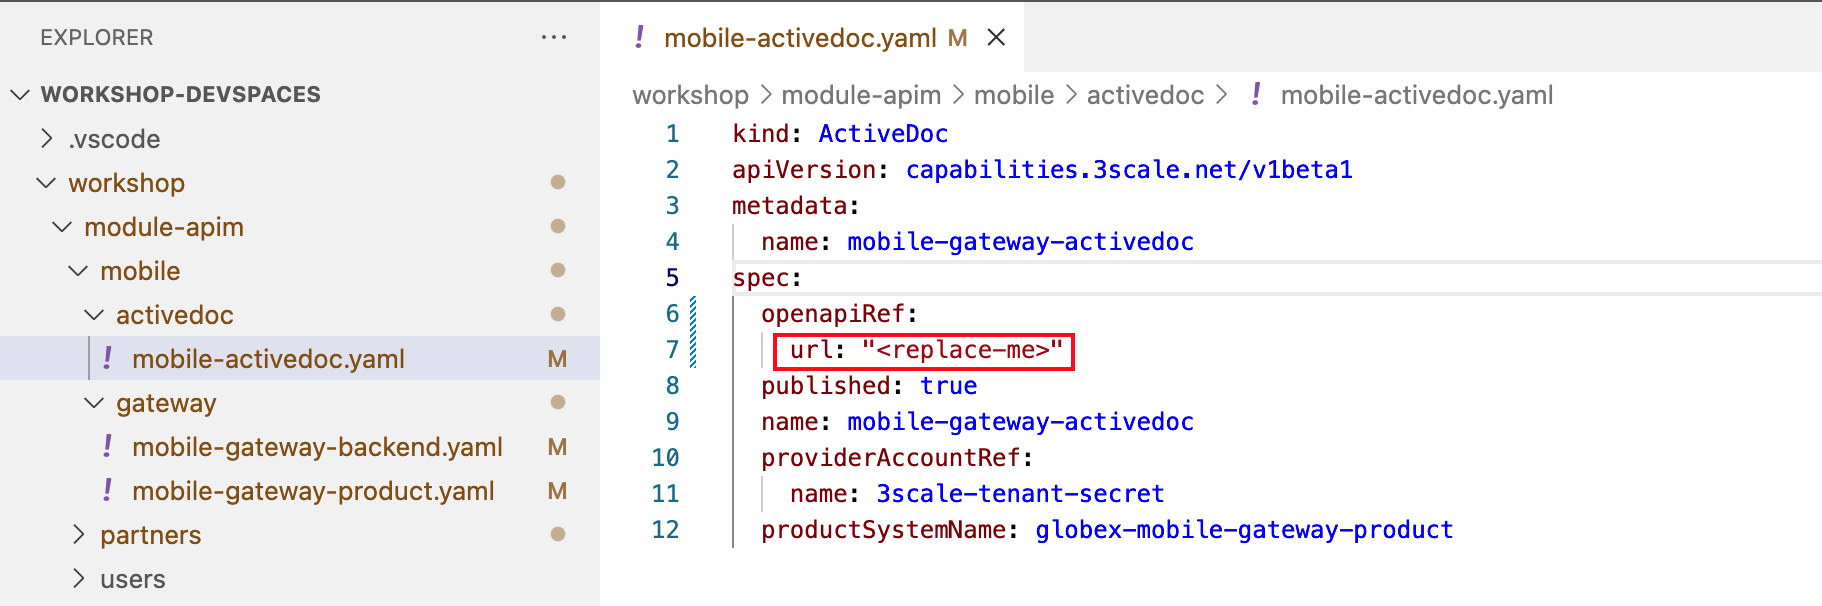 EXPLORER ...
WORKSHOP-DEVSPACES
.vscode
workshop
module-apim
mobile
activedoc
! mobile-activedoc.yaml M
gateway
! mobile-gateway-backend.yaml M
! mobile-gateway-product.yaml M
partners
users
! mobile-activedoc.yaml M ×
workshop > module-apim > mobile > activedoc > ! mobile-activedoc.yaml
1 kind: ActiveDoc
2 apiVersion: capabilities.3scale.net/v1beta1
3 metadata:
4 name: mobile-gateway-activedoc
5 spec:
6 openapiRef:
7 url: "<replace-me>"
8 published: true
9 name: mobile-gateway-activedoc
10 providerAccountRef:
11 name: 3scale-tenant-secret
12 productSystemName: globex-mobile-gateway-product